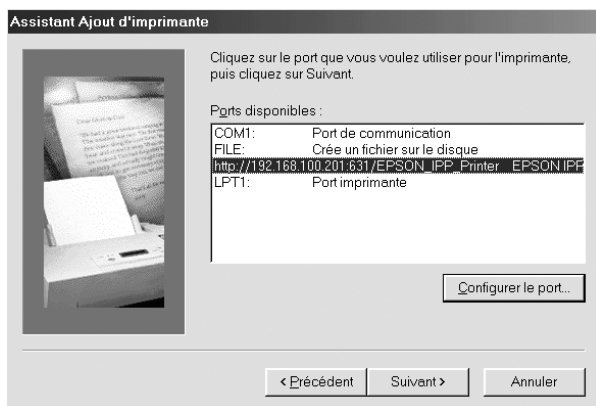 Assistant Ajout d'imprimante
Cliquez sur le port que vous voulez utiliser pour l'imprimante,
puis cliquez sur Suivant.
Ports disponibles :
COM1: Port de communication
FILE: Crée un fichier sur le disque
http://192.168.100.201:631/EPSON_IPP_Printer EPSON IPP
LPT1: Port imprimante
Configurer le port...
< Précédent Suivant > Annuler